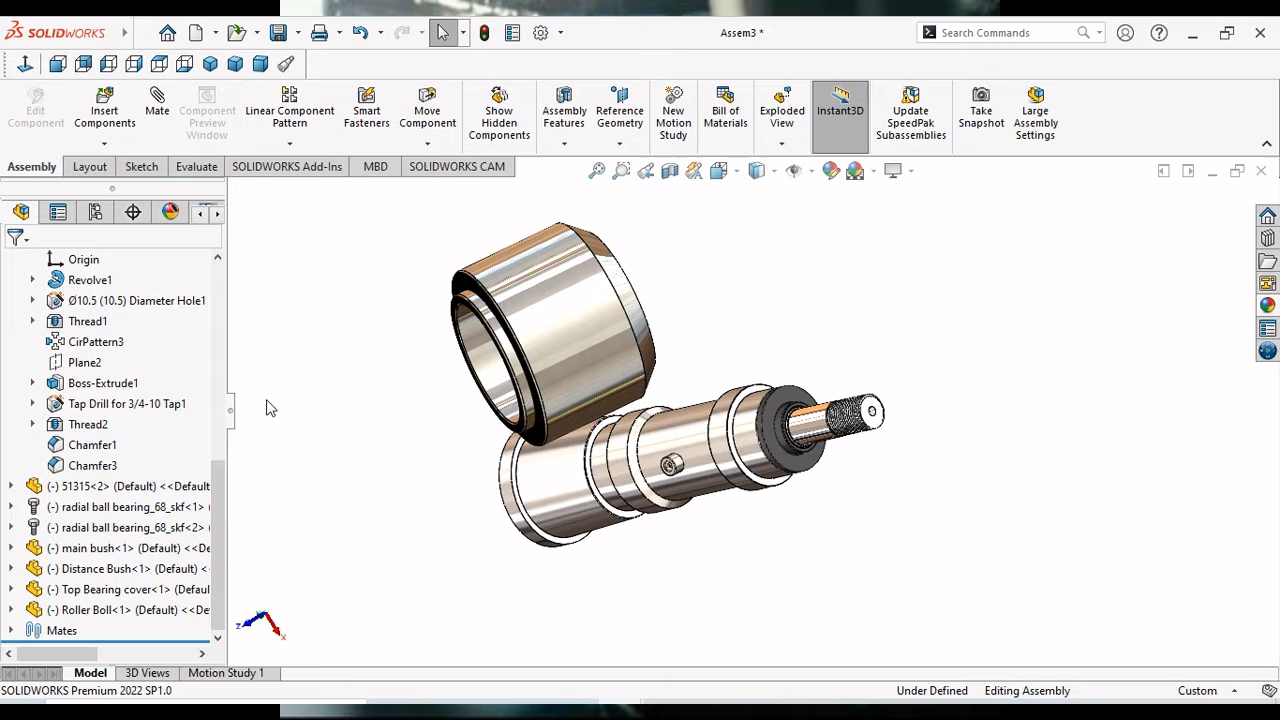 SOLIDWORKS
Assem3 *
Search Commands
Edit Component
Insert Components
Mate
Component Preview Window
Linear Component Pattern
Smart Fasteners
Move Component
Show Hidden Components
Assembly Features
Reference Geometry
New Motion Study
Bill of Materials
Exploded View
Instant3D
Update SpeedPak Subassemblies
Take Snapshot
Large Assembly Settings
Assembly
Layout
Sketch
Evaluate
SOLIDWORKS Add-Ins
MBD
SOLIDWORKS CAM
Origin
Revolve1
Ø10.5 (10.5) Diameter Hole1
Thread1
CirPattern3
Plane2
Boss-Extrude1
Tap Drill for 3/4-10 Tap1
Thread2
Chamfer1
Chamfer3
(-) 51315<2> (Default) <<Default
(-) radial ball bearing_68_skf<1> (
(-) radial ball bearing_68_skf<2> (
(-) main bush<1> (Default) <<De
(-) Distance Bush<1> (Default) <
(-) Top Bearing cover<1> (Defaul
(-) Roller Boll<1> (Default) <<De
Mates
z
x
Model
3D Views
Motion Study 1
SOLIDWORKS Premium 2022 SP1.0
Under Defined
Editing Assembly
Custom